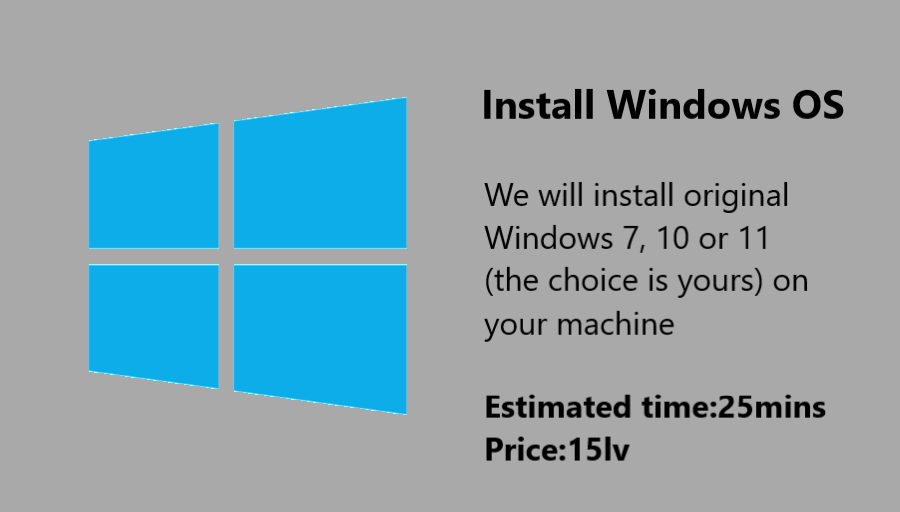 Install Windows OS
We will install original
Windows 7, 10 or 11
(the choice is yours) on
your machine
Estimated time:25mins
Price:15lv